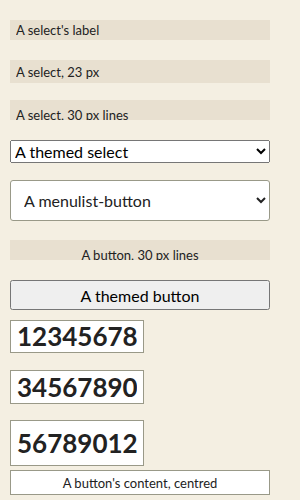 A select's label
A select, 23 px
A select, 30 px lines
A themed select
A menulist-button
A button, 30 px lines
A themed button
12345678
34567890
56789012
A button's content, centred